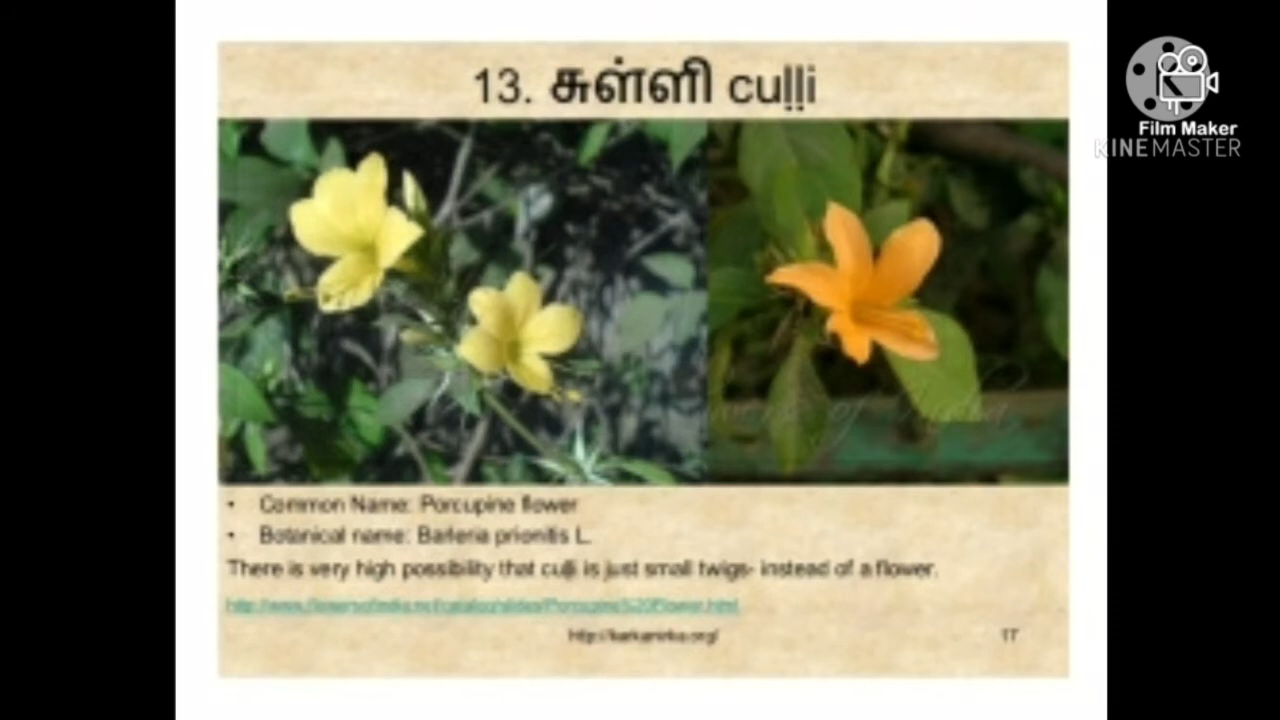 13. சுள்ளி cuḷḷi
Film Maker
KINEMASTER
• Common Name: Porcupine flower
• Botanical name: Barleria prionitis L.
There is very high possibility that cuḷḷi is just small twigs- instead of a flower.
17